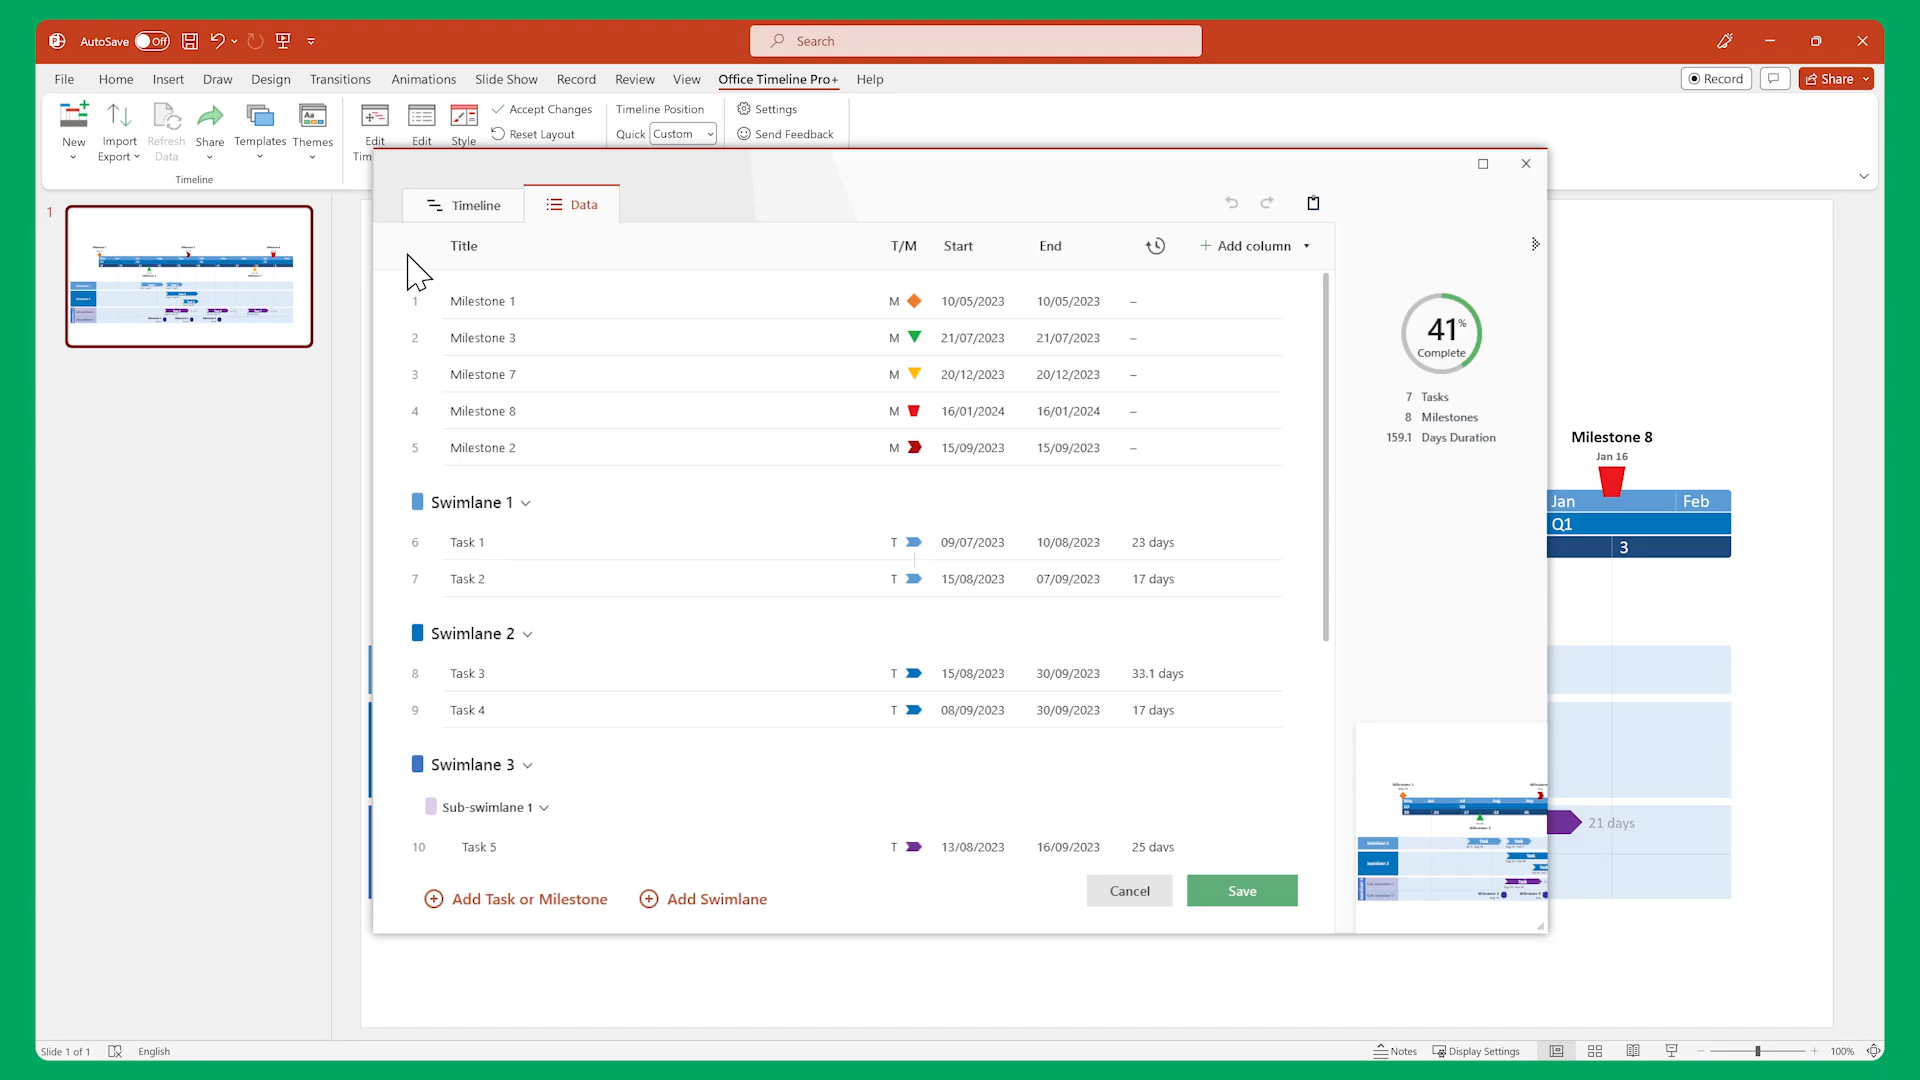 AutoSave Off
Search
File Home Insert Draw Design Transitions Animations Slide Show Record Review View Office Timeline Pro+ Help
Record Share
New
Import
Export
Refresh
Data
Share
Templates
Themes
Timeline
Edit
Tim
Edit
Style
Accept Changes
Reset Layout
Timeline Position
Quick Custom
Settings
Send Feedback
1
Timeline
Data
Title T/M Start End Add column
1 Milestone 1 M 10/05/2023 10/05/2023 –
2 Milestone 3 M 21/07/2023 21/07/2023 –
3 Milestone 7 M 20/12/2023 20/12/2023 –
4 Milestone 8 M 16/01/2024 16/01/2024 –
5 Milestone 2 M 15/09/2023 15/09/2023 –
Swimlane 1
6 Task 1 T 09/07/2023 10/08/2023 23 days
7 Task 2 T 15/08/2023 07/09/2023 17 days
Swimlane 2
8 Task 3 T 15/08/2023 30/09/2023 33.1 days
9 Task 4 T 08/09/2023 30/09/2023 17 days
Swimlane 3
Sub-swimlane 1
10 Task 5 T 13/08/2023 16/09/2023 25 days
Add Task or Milestone
Add Swimlane
Cancel
Save
41%
Complete
7 Tasks
8 Milestones
159.1 Days Duration
Milestone 8
Jan 16
Jan Feb
Q1
3
21 days
Slide 1 of 1 English
Notes Display Settings 100%